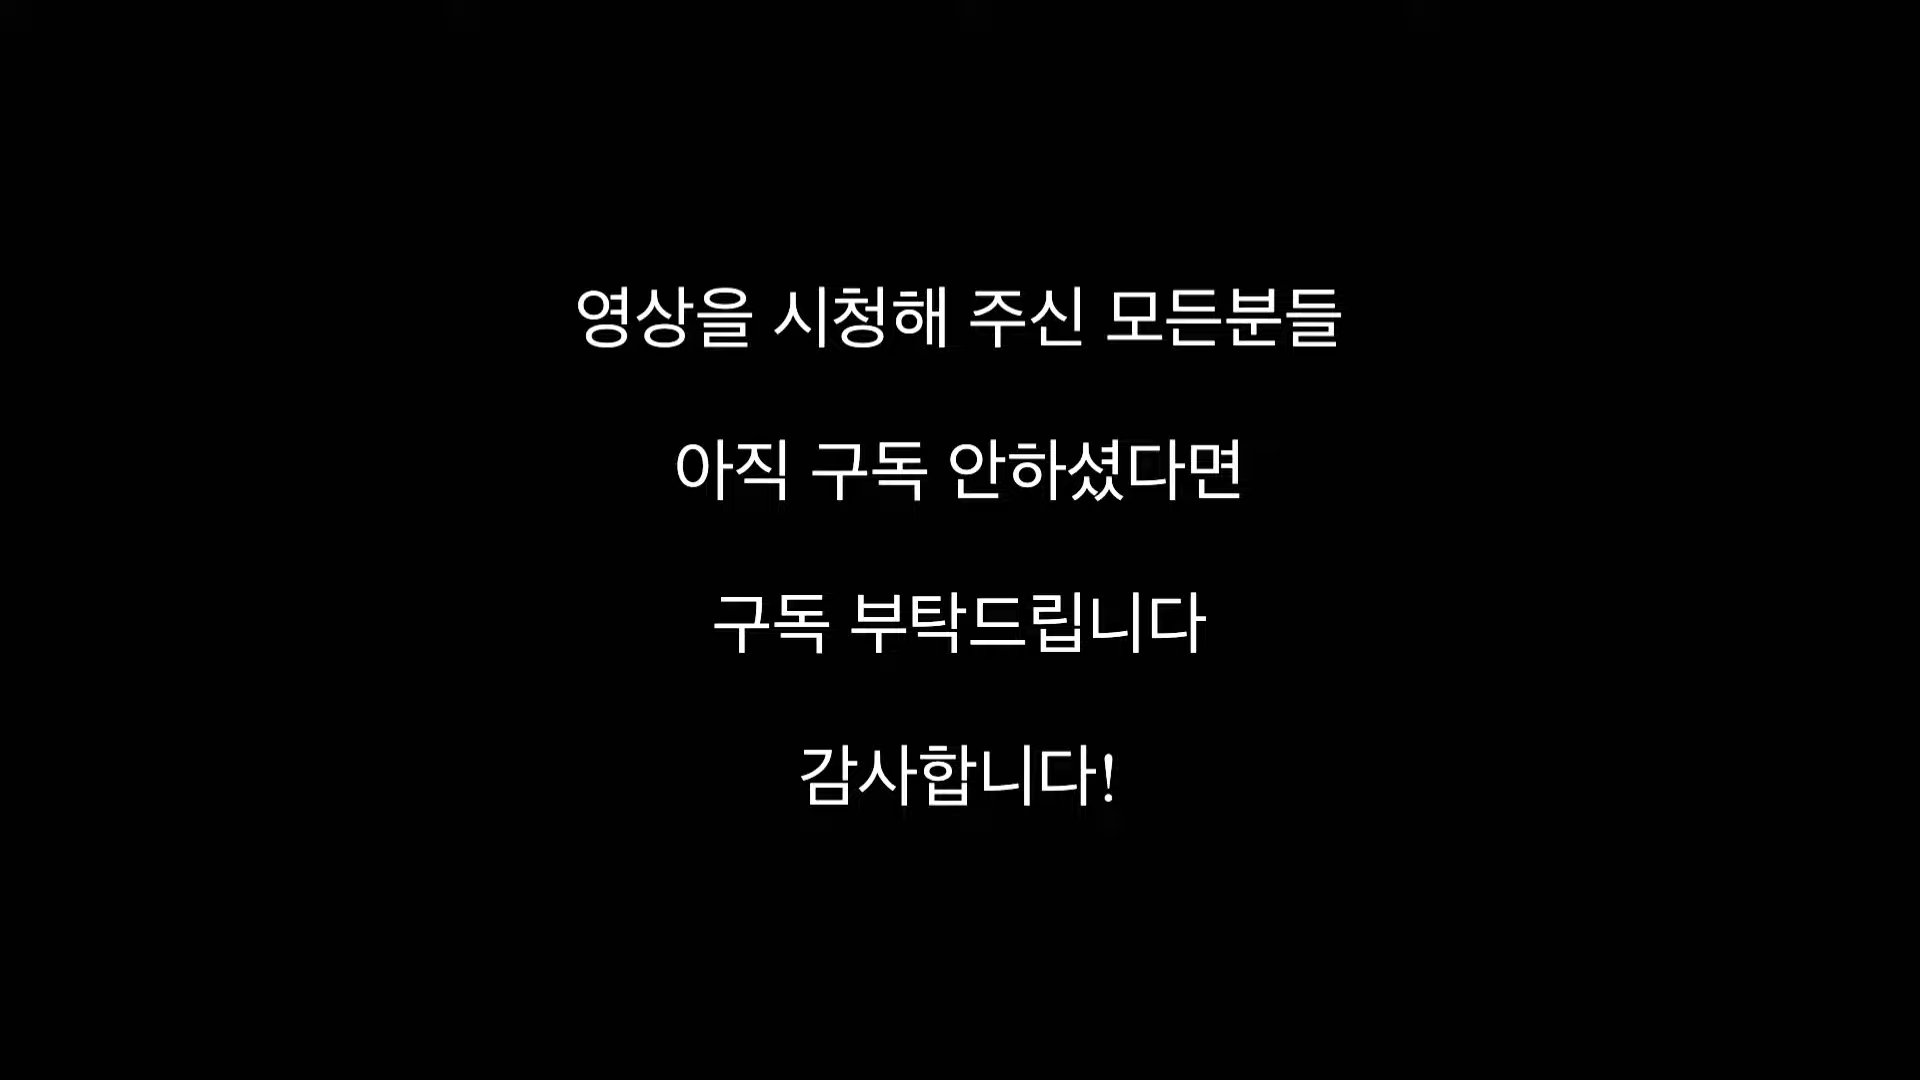 영상을 시청해 주신 모든분들
아직 구독 안하셨다면
구독 부탁드립니다
감사합니다!